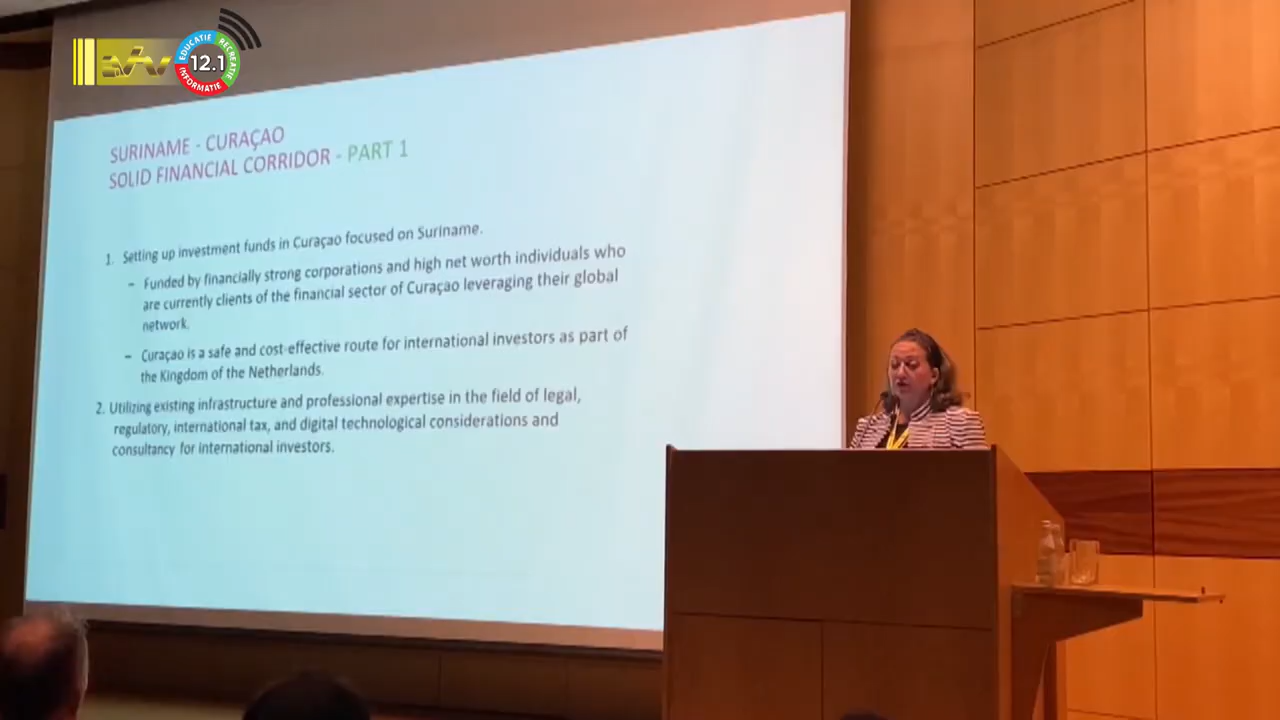 EDUCATIE
RECREATIE
INFORMATIE
12.1
SURINAME - CURAÇAO
SOLID FINANCIAL CORRIDOR - PART 1
1. Setting up investment funds in Curaçao focused on Suriname.
– Funded by financially strong corporations and high net worth individuals who
are currently clients of the financial sector of Curaçao leveraging their global
network.
– Curaçao is a safe and cost-effective route for international investors as part of
the Kingdom of the Netherlands.
2. Utilizing existing infrastructure and professional expertise in the field of legal,
regulatory, international tax, and digital technological considerations and
consultancy for international investors.